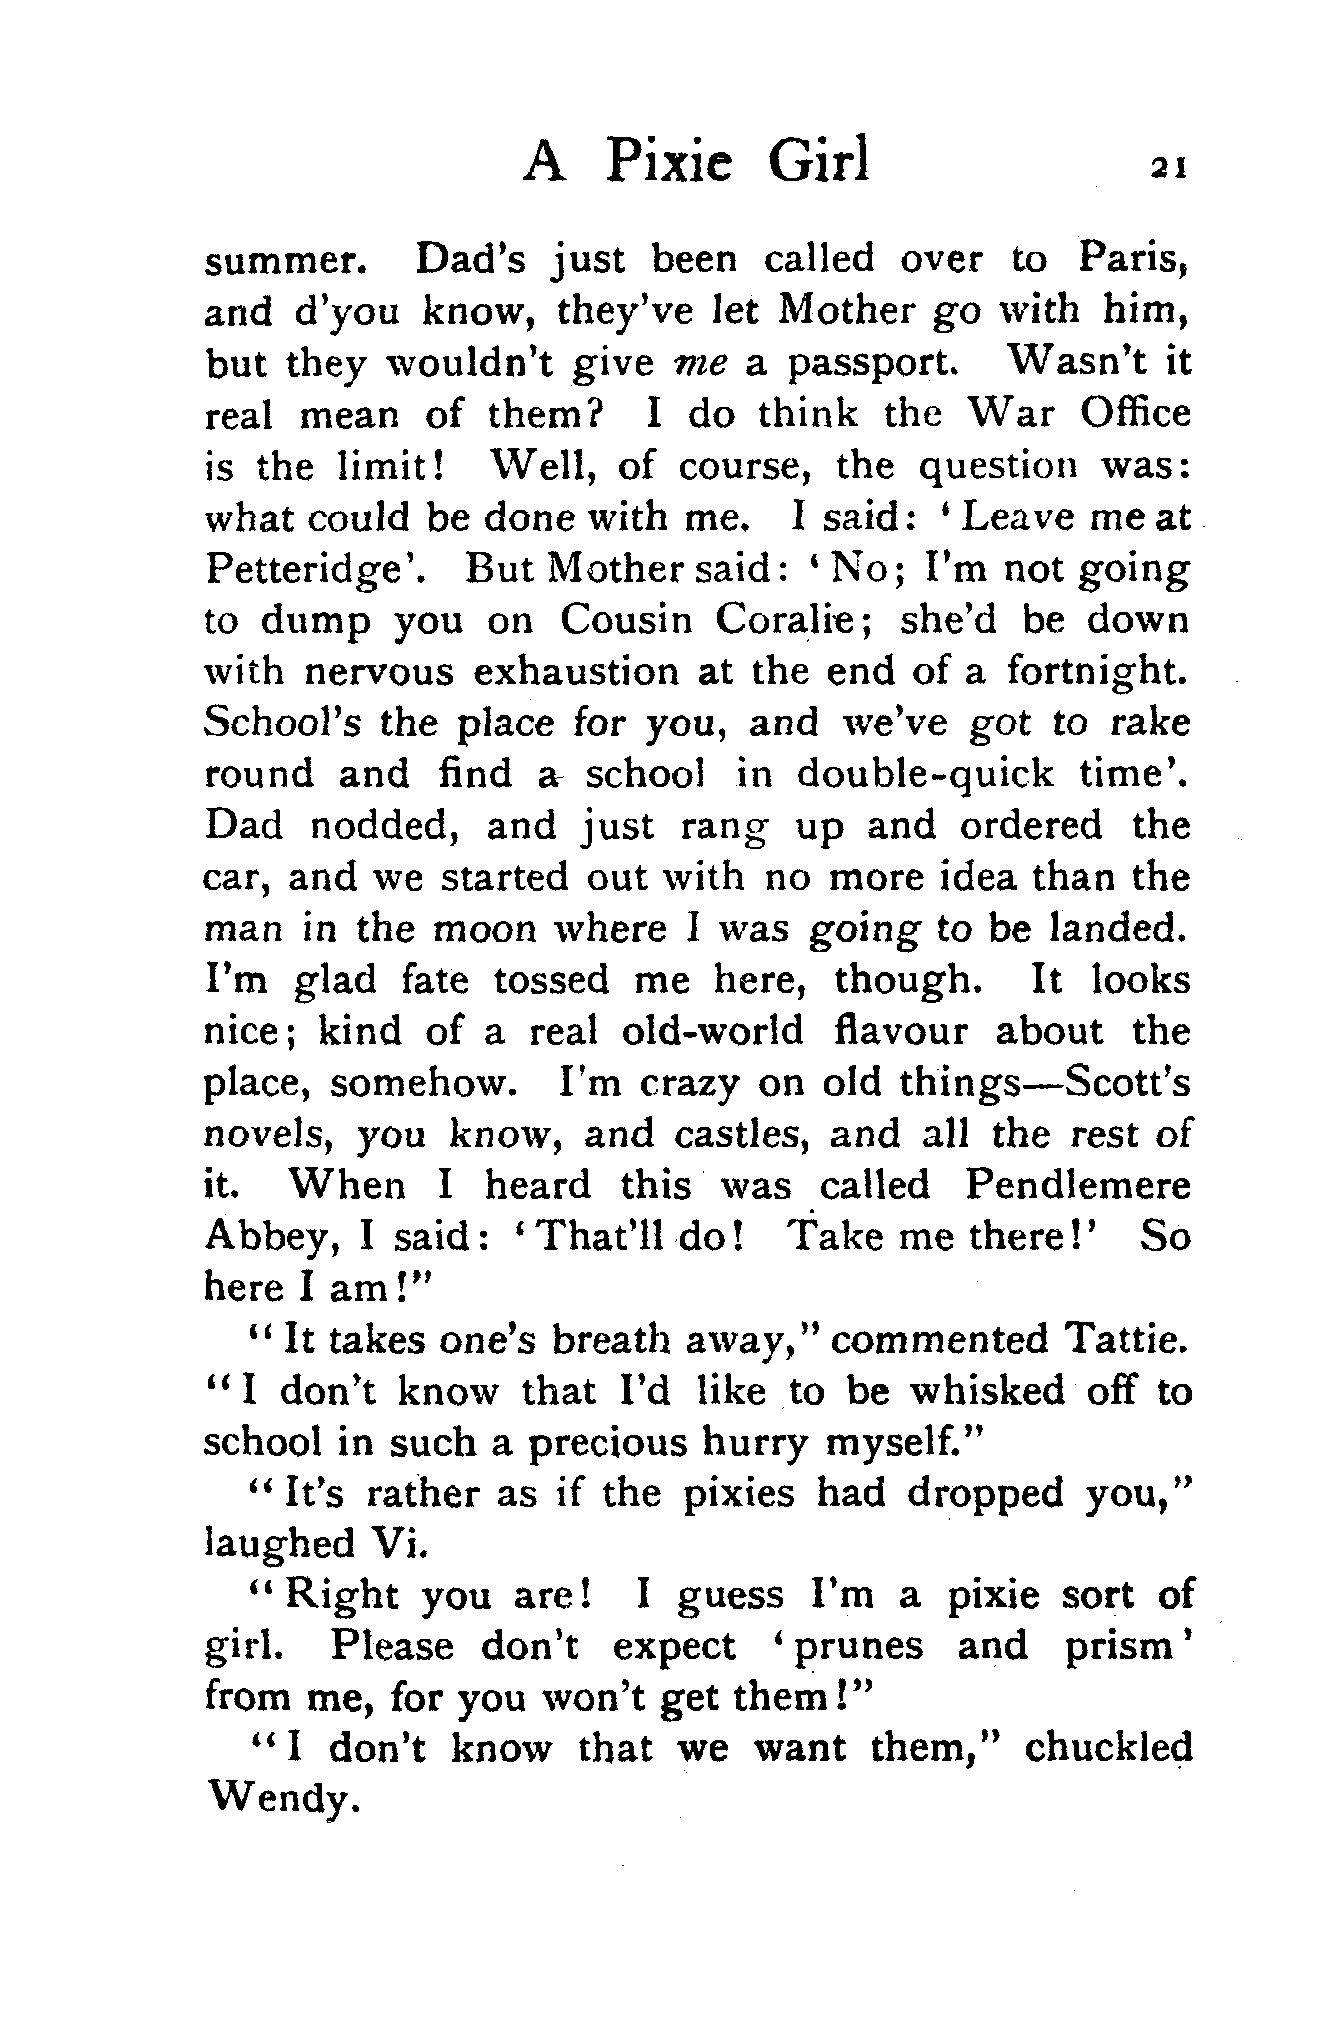 A Pixie Girl 21
summer. Dad's just been called over to Paris,
and d'you know, they've let Mother go with him,
but they wouldn't give me a passport. Wasn't it
real mean of them? I do think the War Office
is the limit! Well, of course, the question was:
what could be done with me. I said: ‘Leave me at
Petteridge’. But Mother said: ‘No; I'm not going
to dump you on Cousin Coralie; she'd be down
with nervous exhaustion at the end of a fortnight.
School's the place for you, and we've got to rake
round and find a school in double-quick time’.
Dad nodded, and just rang up and ordered the
car, and we started out with no more idea than the
man in the moon where I was going to be landed.
I'm glad fate tossed me here, though. It looks
nice; kind of a real old-world flavour about the
place, somehow. I'm crazy on old things—Scott's
novels, you know, and castles, and all the rest of
it. When I heard this was called Pendlemere
Abbey, I said: ‘That'll do! Take me there!’ So
here I am!”
“It takes one's breath away,” commented Tattie.
“I don't know that I'd like to be whisked off to
school in such a precious hurry myself.”
“It's rather as if the pixies had dropped you,”
laughed Vi.
“Right you are! I guess I'm a pixie sort of
girl. Please don't expect ‘prunes and prism’
from me, for you won't get them!”
“I don't know that we want them,” chuckled
Wendy.